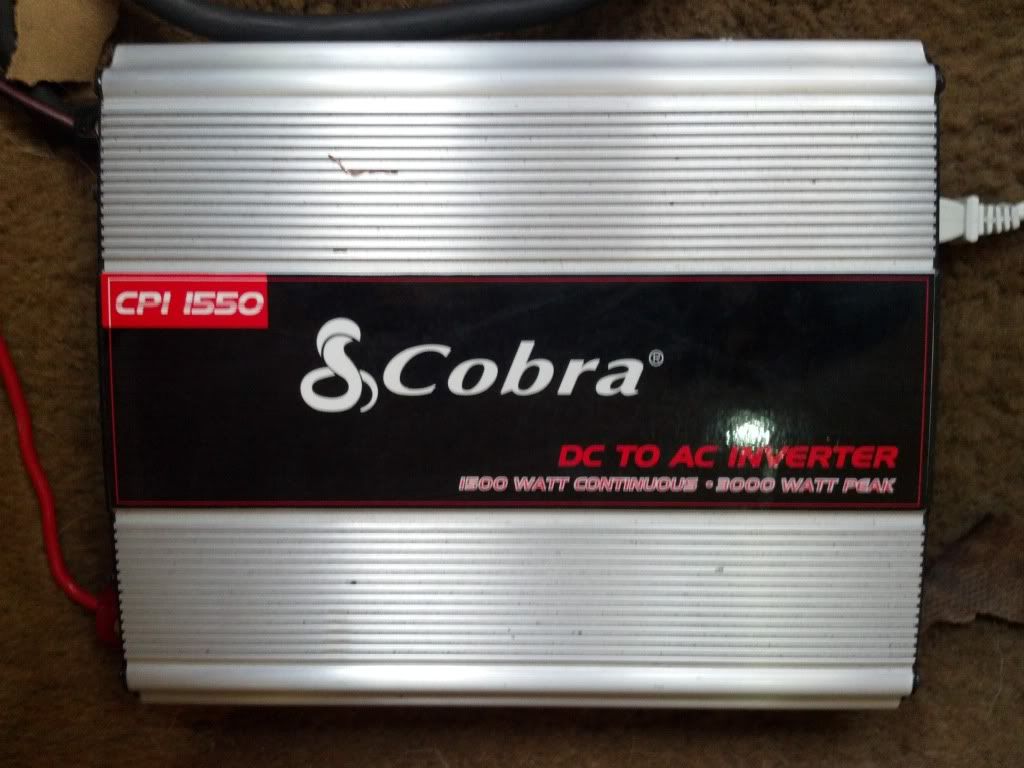 CPI 1550
Cobra®
DC TO AC INVERTER
1500 WATT CONTINUOUS • 3000 WATT PEAK